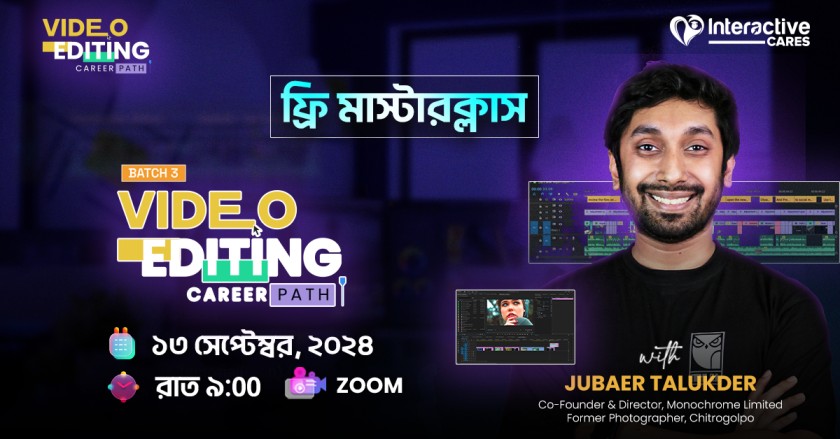 VIDEO
EDITING
CAREER PATH
Interactive
CARES
ফ্রি মাস্টারক্লাস
BATCH 3
VIDEO
EDITING
CAREER PATH
১৩ সেপ্টেম্বর, ২০২৪
রাত ৯:00
ZOOM
with
JUBAER TALUKDER
Co-Founder & Director, Monochrome Limited
Former Photographer, Chitrogolpo